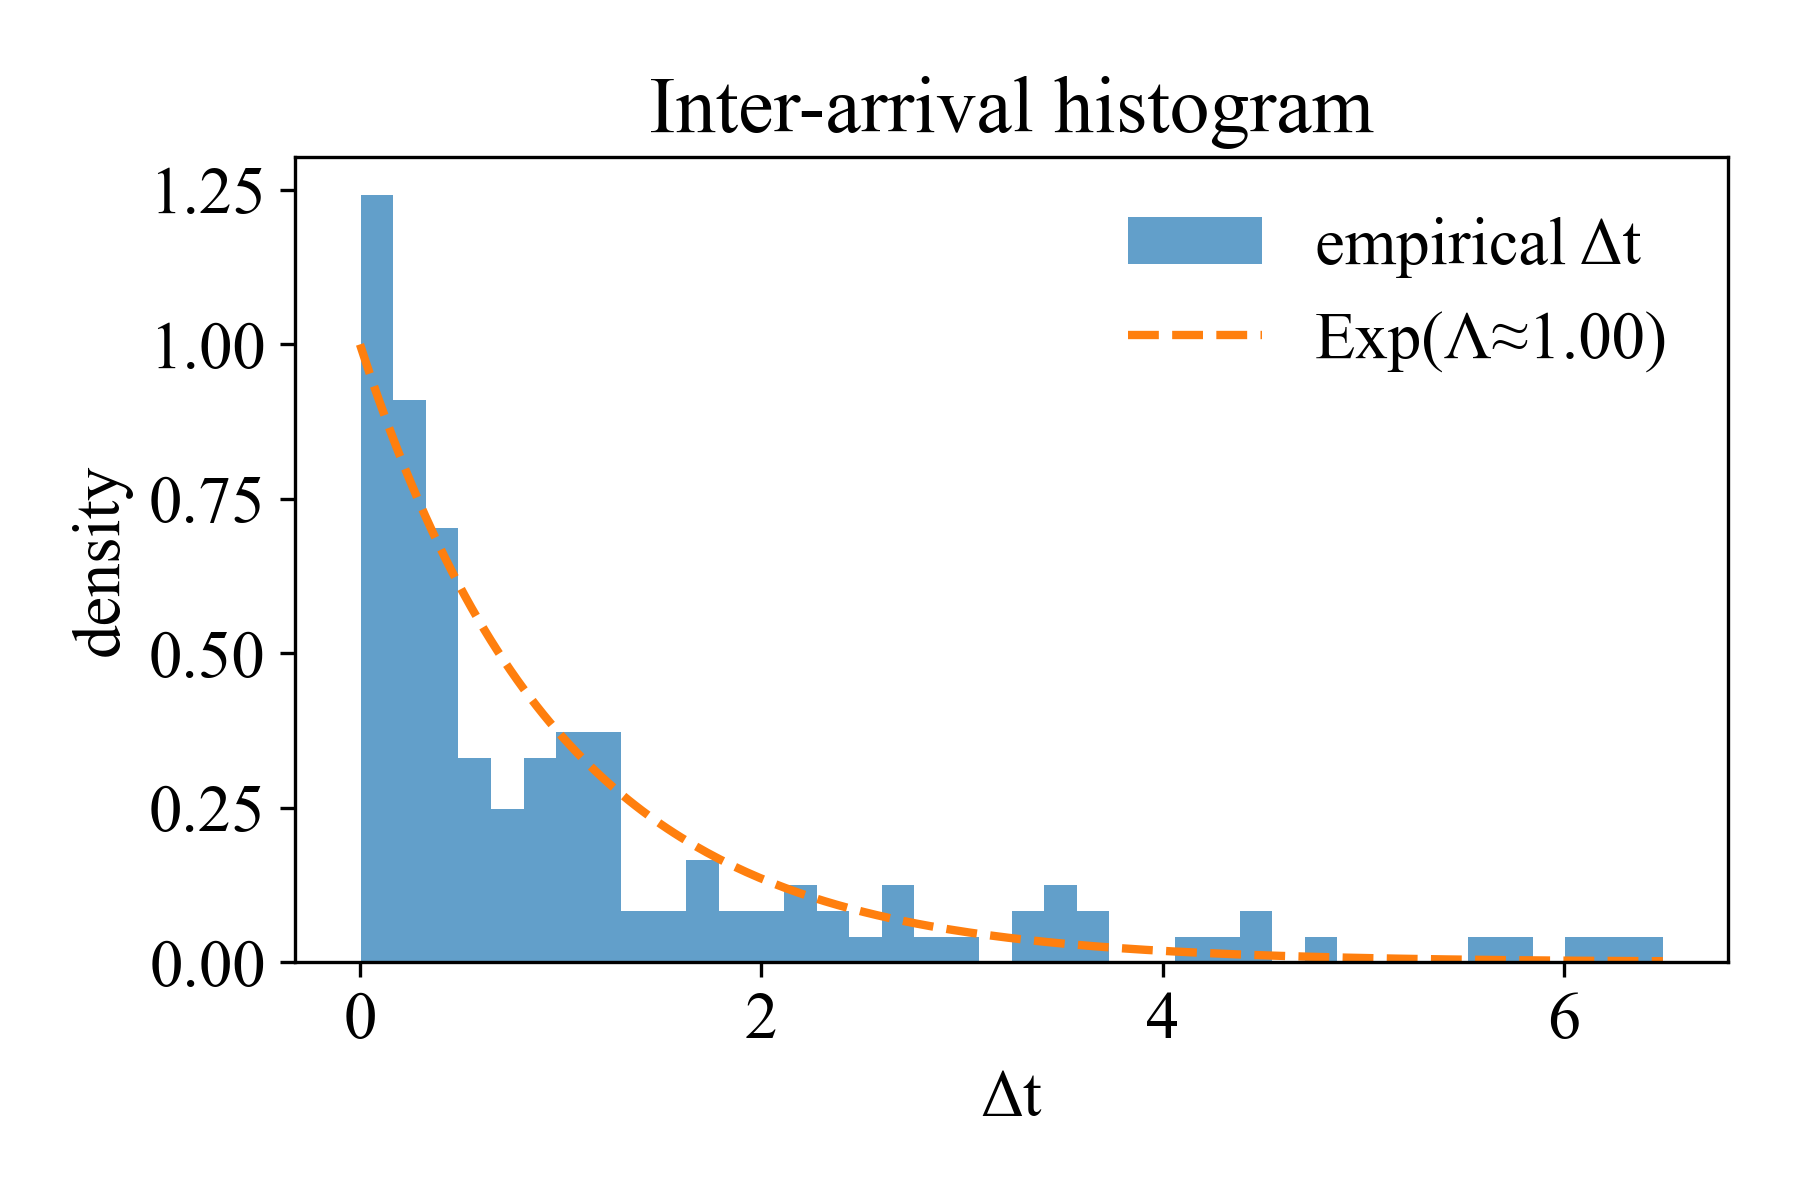 Inter-arrival histogram
1.25
1.00
0.75
0.50
0.25
0.00
density
empirical Δt
Exp(Λ≈1.00)
0 2 4 6
Δt